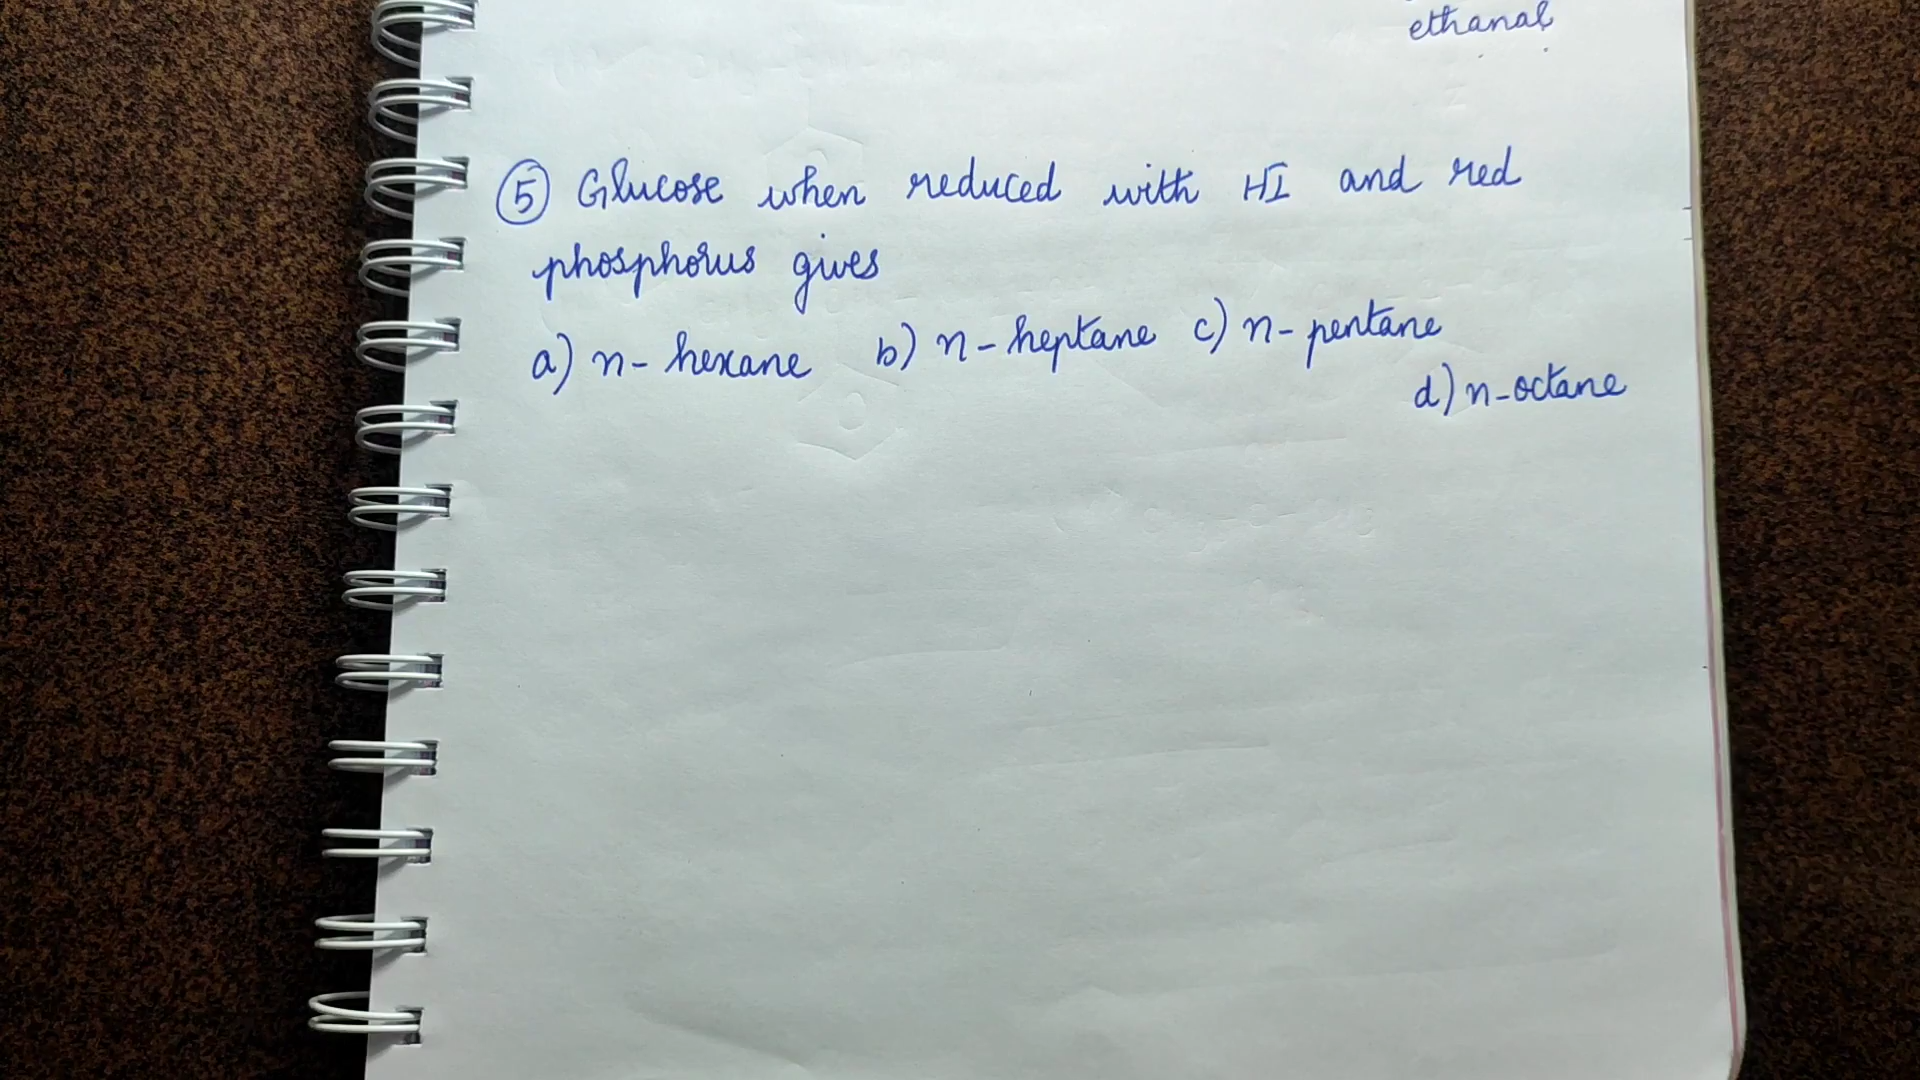 ethanal
⑤ Glucose when reduced with HI and red
phosphorus gives
a) n- hexane b) n- heptane c) n- pentane
d) n-octane